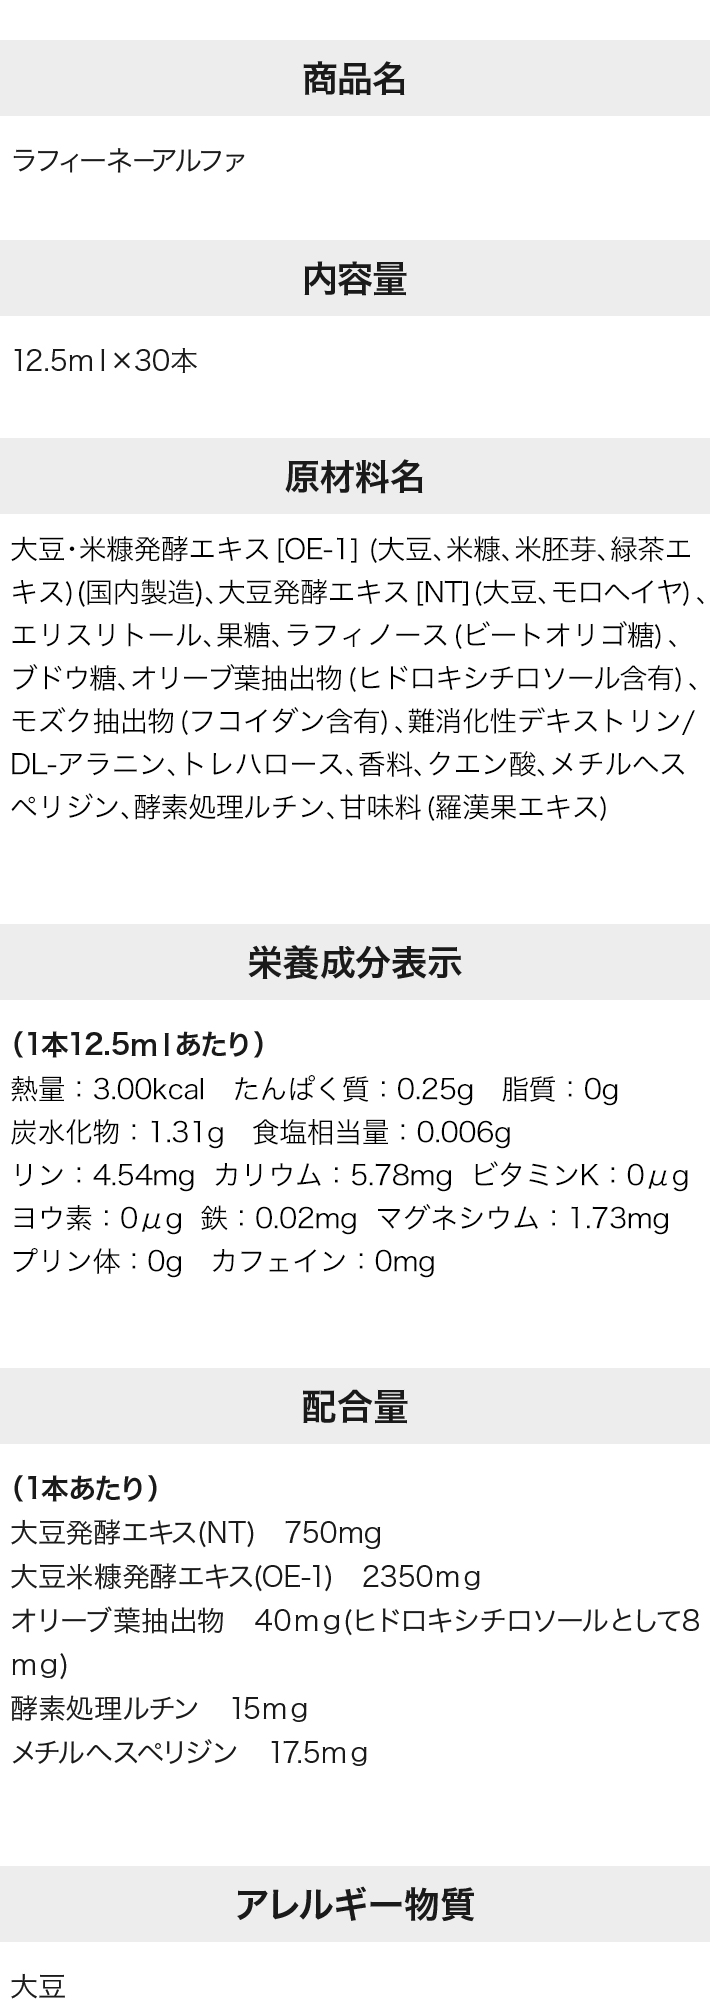 商品名
ラフィーネーアルファ
内容量
12.5ml×30本
原材料名
大豆・米糠発酵エキス[OE-1] (大豆、米糠、米胚芽、緑茶エ
キス)(国内製造)、大豆発酵エキス[NT](大豆、モロヘイヤ)、
エリスリトール、果糖、ラフィノース(ビートオリゴ糖)、
ブドウ糖、オリーブ葉抽出物(ヒドロキシチロソール含有)、
モズク抽出物(フコイダン含有)、難消化性デキストリン/
DL-アラニン、トレハロース、香料、クエン酸、メチルヘス
ペリジン、酵素処理ルチン、甘味料(羅漢果エキス)
栄養成分表示
（1本12.5mlあたり）
熱量：3.00kcal　たんぱく質：0.25g　脂質：0g
炭水化物：1.31g　食塩相当量：0.006g
リン：4.54mg カリウム：5.78mg ビタミンK：0μg
ヨウ素：0μg 鉄：0.02mg マグネシウム：1.73mg
プリン体：0g　カフェイン：0mg
配合量
（1本あたり）
大豆発酵エキス(NT)　750mg
大豆米糠発酵エキス(OE-1)　2350ｍｇ
オリーブ葉抽出物　40ｍｇ(ヒドロキシチロソールとして8
ｍｇ)
酵素処理ルチン　15ｍｇ
メチルヘスペリジン　17.5ｍｇ
アレルギー物質
大豆